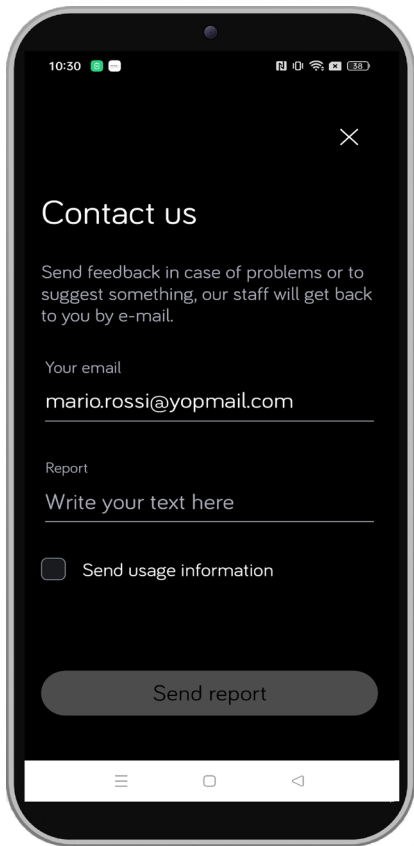 10:30
38
Contact us
Send feedback in case of problems or to
suggest something, our staff will get back
to you by e-mail.
Your email
mario.rossi@yopmail.com
Report
Write your text here
Send usage information
Send report